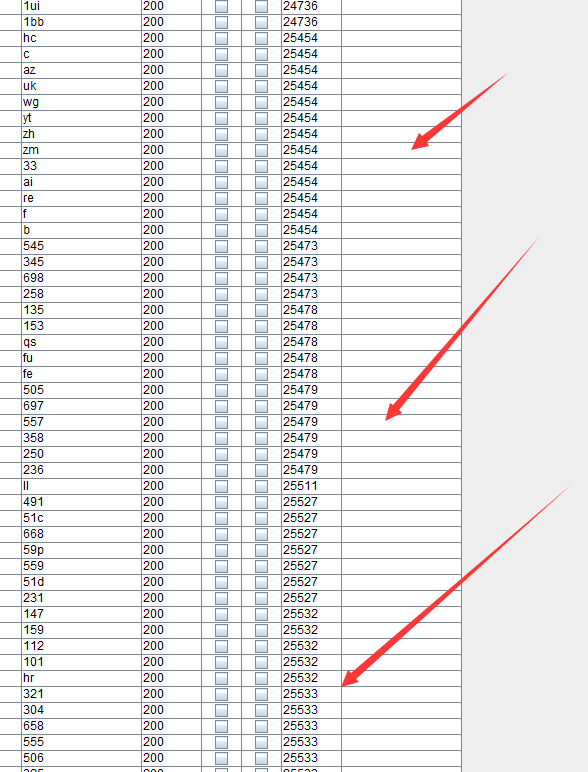 1ui 200 24736
1bb 200 24736
hc 200 25454
c 200 25454
az 200 25454
uk 200 25454
wg 200 25454
yt 200 25454
zh 200 25454
zm 200 25454
33 200 25454
ai 200 25454
re 200 25454
f 200 25454
b 200 25454
545 200 25473
345 200 25473
698 200 25473
258 200 25473
135 200 25478
153 200 25478
qs 200 25478
fu 200 25478
fe 200 25478
505 200 25479
697 200 25479
557 200 25479
358 200 25479
250 200 25479
236 200 25479
ll 200 25511
491 200 25527
51c 200 25527
668 200 25527
59p 200 25527
559 200 25527
51d 200 25527
231 200 25527
147 200 25532
159 200 25532
112 200 25532
101 200 25532
hr 200 25532
321 200 25533
304 200 25533
658 200 25533
555 200 25533
506 200 25533